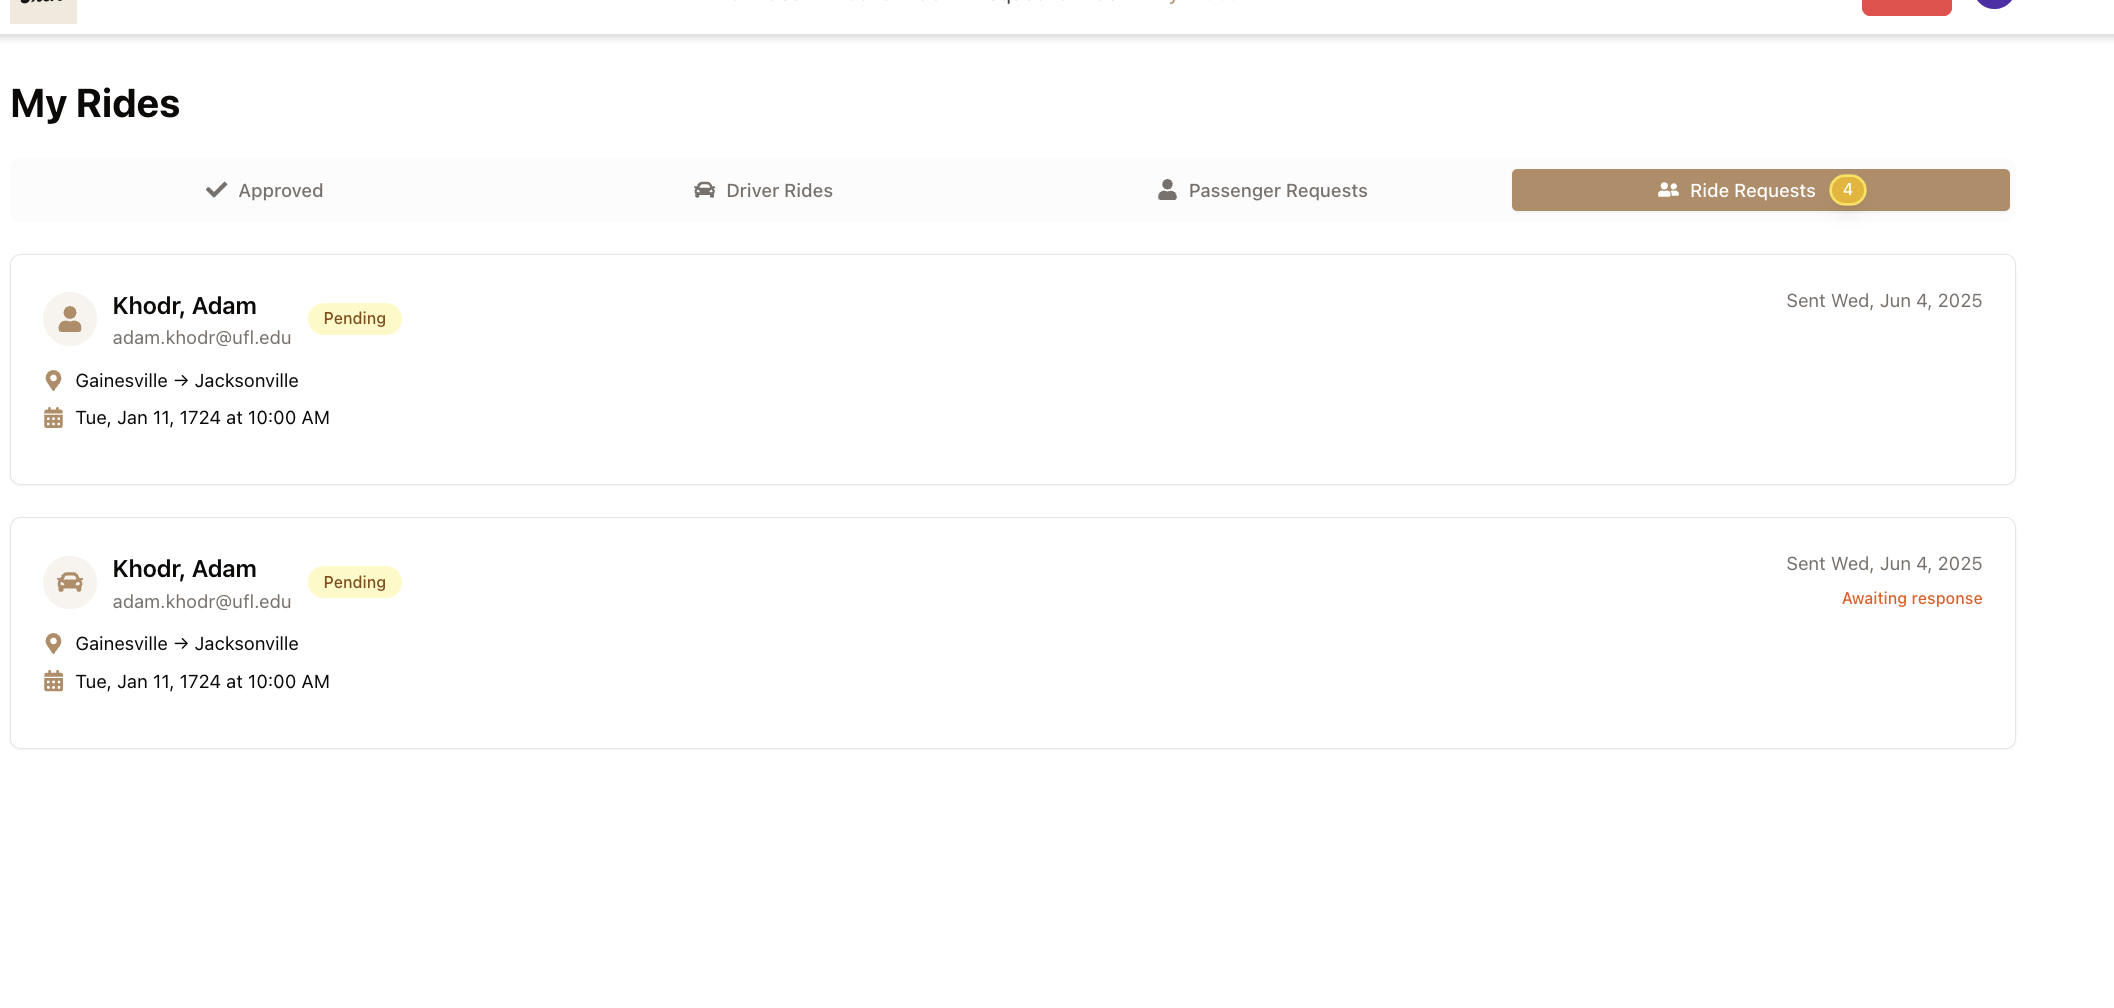 My Rides
Approved
Driver Rides
Passenger Requests
Ride Requests 4
Khodr, Adam
adam.khodr@ufl.edu
Pending
Sent Wed, Jun 4, 2025
Gainesville → Jacksonville
Tue, Jan 11, 1724 at 10:00 AM
Khodr, Adam
adam.khodr@ufl.edu
Pending
Sent Wed, Jun 4, 2025
Awaiting response
Gainesville → Jacksonville
Tue, Jan 11, 1724 at 10:00 AM